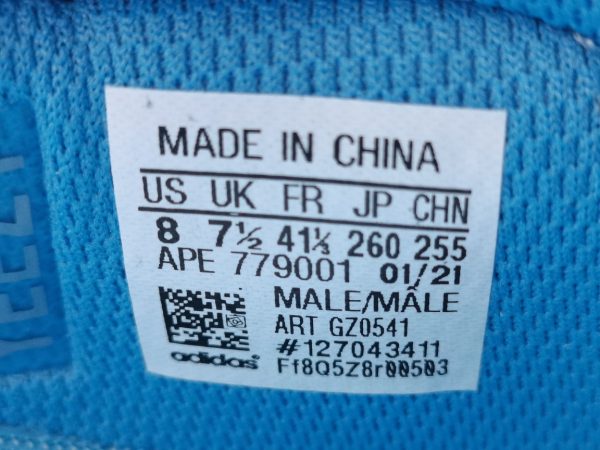 YEEZY
MADE IN CHINA
US UK FR JP CHN
8 7½ 41⅓ 260 255
APE 779001 01/21
MALE/MÂLE
ART GZ0541
#127043411
Ff8Q5Z8r00503
adidas